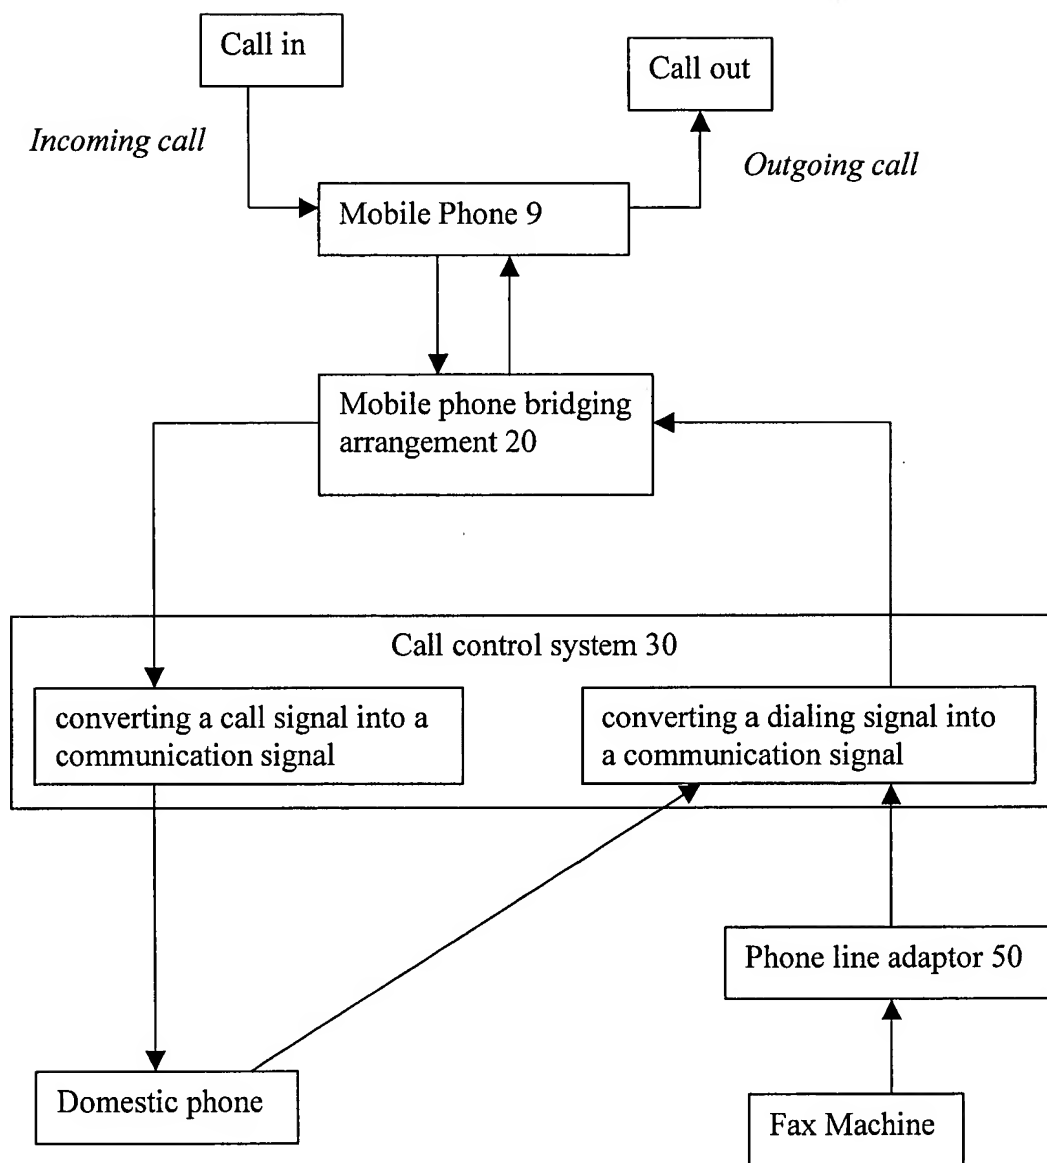 Call in
Call out
Incoming call
Outgoing call
Mobile Phone 9
Mobile phone bridging
arrangement 20
Call control system 30
converting a call signal into a
communication signal
converting a dialing signal into
a communication signal
Phone line adaptor 50
Domestic phone
Fax Machine